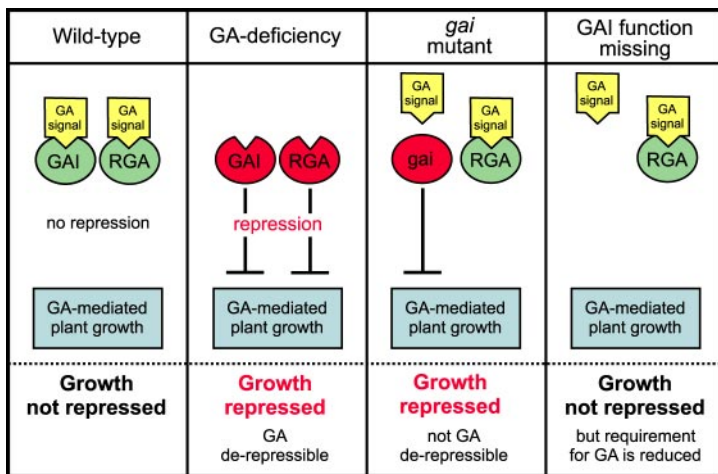 Wild-type
GA-deficiency
gai
mutant
GAI function
missing
GA
signal
GA
signal
GAI
RGA
no repression
GA-mediated
plant growth
Growth
not repressed
GAI
RGA
repression
GA-mediated
plant growth
Growth
repressed
GA
de-repressible
GA
signal
GA
signal
gai
RGA
GA-mediated
plant growth
Growth
repressed
not GA
de-repressible
GA
signal
GA
signal
RGA
GA-mediated
plant growth
Growth
not repressed
but requirement
for GA is reduced